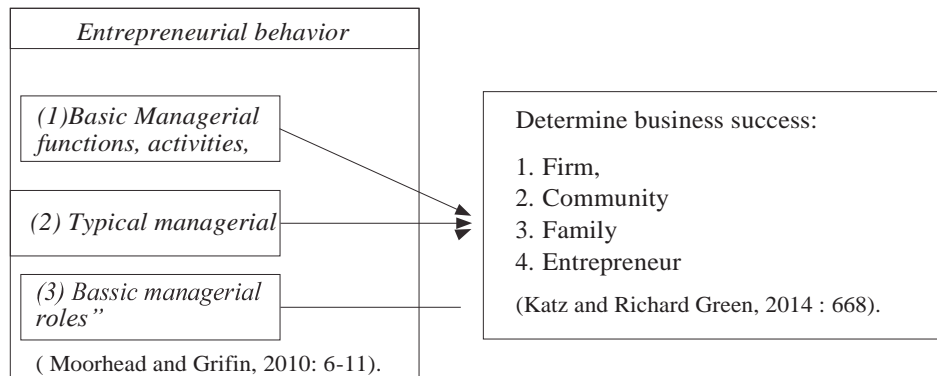 Entrepreneurial behavior
(1)Basic Managerial
functions, activities,
(2) Typical managerial
(3) Bassic managerial
roles”
( Moorhead and Grifin, 2010: 6-11).
Determine business success:
1. Firm,
2. Community
3. Family
4. Entrepreneur
(Katz and Richard Green, 2014 : 668).